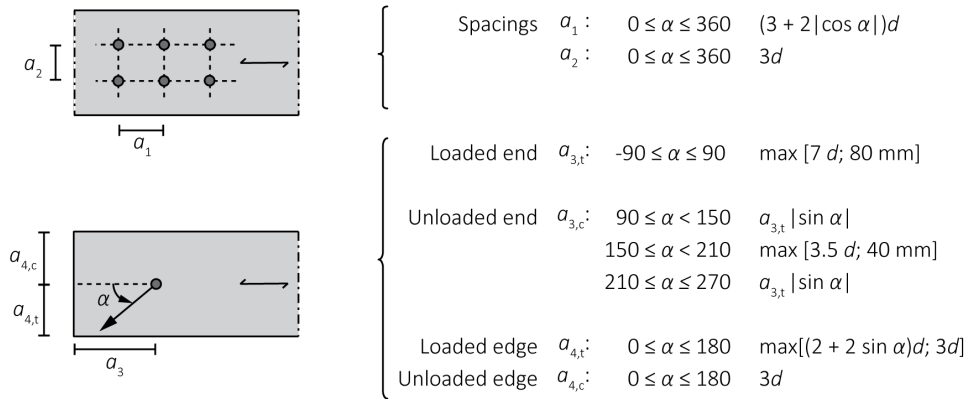 a₂
a₁
Spacings a₁: 0 ≤ α ≤ 360 (3 + 2|cos α|)d
a₂: 0 ≤ α ≤ 360 3d
Loaded end a₃,ₜ: -90 ≤ α ≤ 90 max [7 d; 80 mm]
Unloaded end a₃,c: 90 ≤ α < 150 a₃,ₜ |sin α|
150 ≤ α < 210 max [3.5 d; 40 mm]
210 ≤ α ≤ 270 a₃,ₜ |sin α|
Loaded edge a₄,ₜ: 0 ≤ α ≤ 180 max[(2 + 2 sin α)d; 3d]
Unloaded edge a₄,c: 0 ≤ α ≤ 180 3d
a₄,c
a₄,ₜ
α
a₃